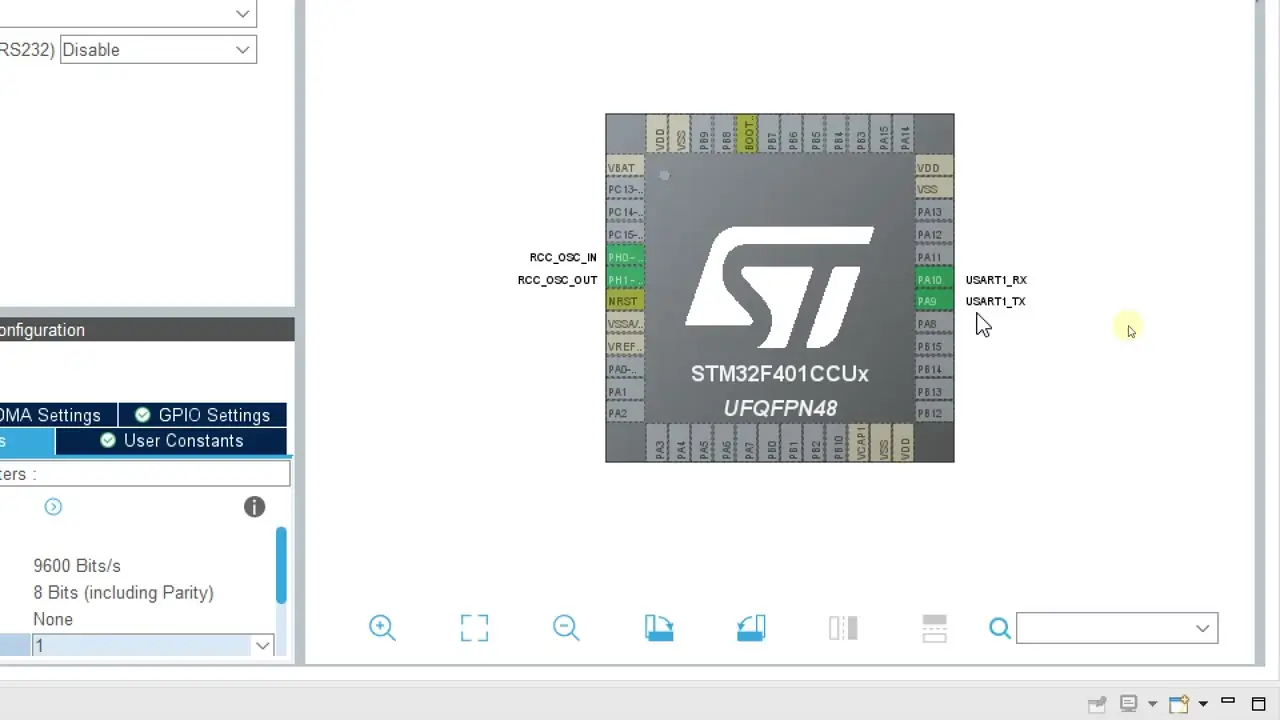 RS232) Disable
onfiguration
DMA Settings
GPIO Settings
s
User Constants
ters :
9600 Bits/s
8 Bits (including Parity)
None
1
VDD
VSS
PB9
PB8
BOOT..
PB7
PB6
PB5
PB4
PB3
PA15
PA14
VBAT
PC13-..
PC14-..
PC15-..
RCC_OSC_IN PH0-..
RCC_OSC_OUT PH1-..
NRST
VSSA/..
VREF..
PA0-..
PA1
PA2
ST
STM32F401CCUx
UFQFPN48
VDD
VSS
PA13
PA12
PA11
PA10 USART1_RX
PA9 USART1_TX
PA8
PB15
PB14
PB13
PB12
PA3
PA4
PA5
PA6
PA7
PB0
PB1
PB2
PB10
VCAP1
VSS
VDD